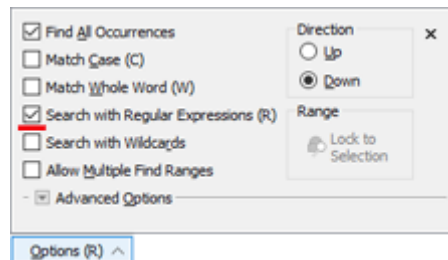 Find All Occurrences
Match Case (C)
Match Whole Word (W)
Search with Regular Expressions (R)
Search with Wildcards
Allow Multiple Find Ranges
Advanced Options
Direction
Up
Down
Range
Lock to
Selection
Options (R)